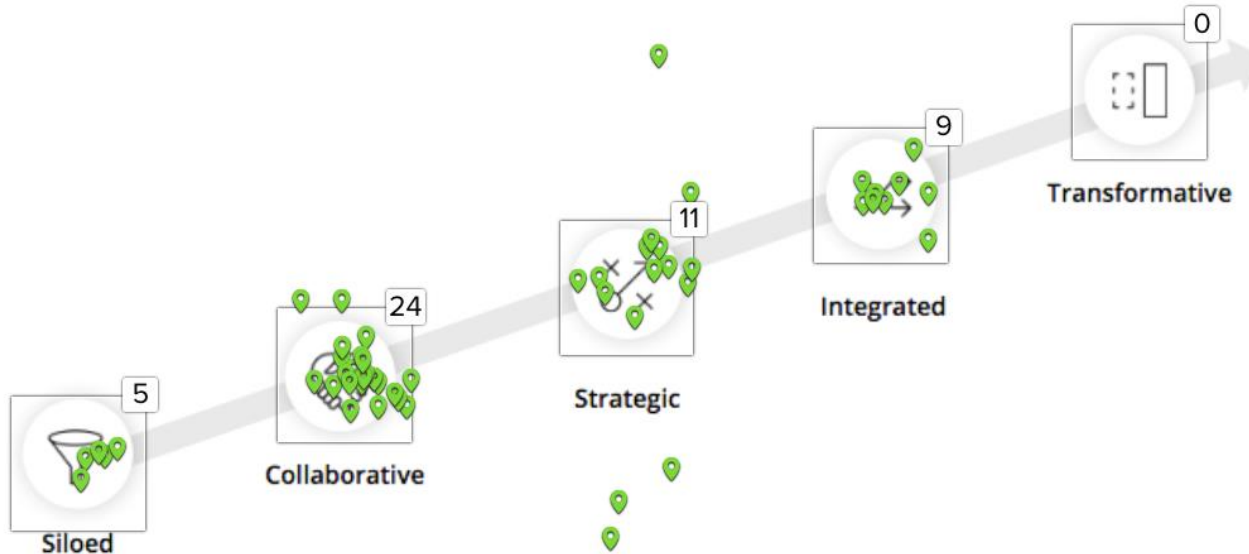 0
Transformative
9
Integrated
11
Strategic
24
Collaborative
5
Siloed